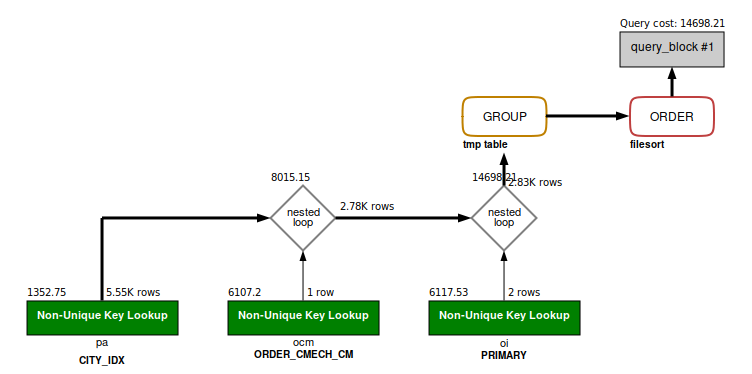 Query cost: 14698.21
query_block #1
GROUP
ORDER
tmp table
filesort
8015.15
14698.21
2.83K rows
nested
loop
2.78K rows
nested
loop
1352.75
5.55K rows
6107.2
1 row
6117.53
2 rows
Non-Unique Key Lookup
Non-Unique Key Lookup
Non-Unique Key Lookup
pa
ocm
oi
CITY_IDX
ORDER_CMECH_CM
PRIMARY